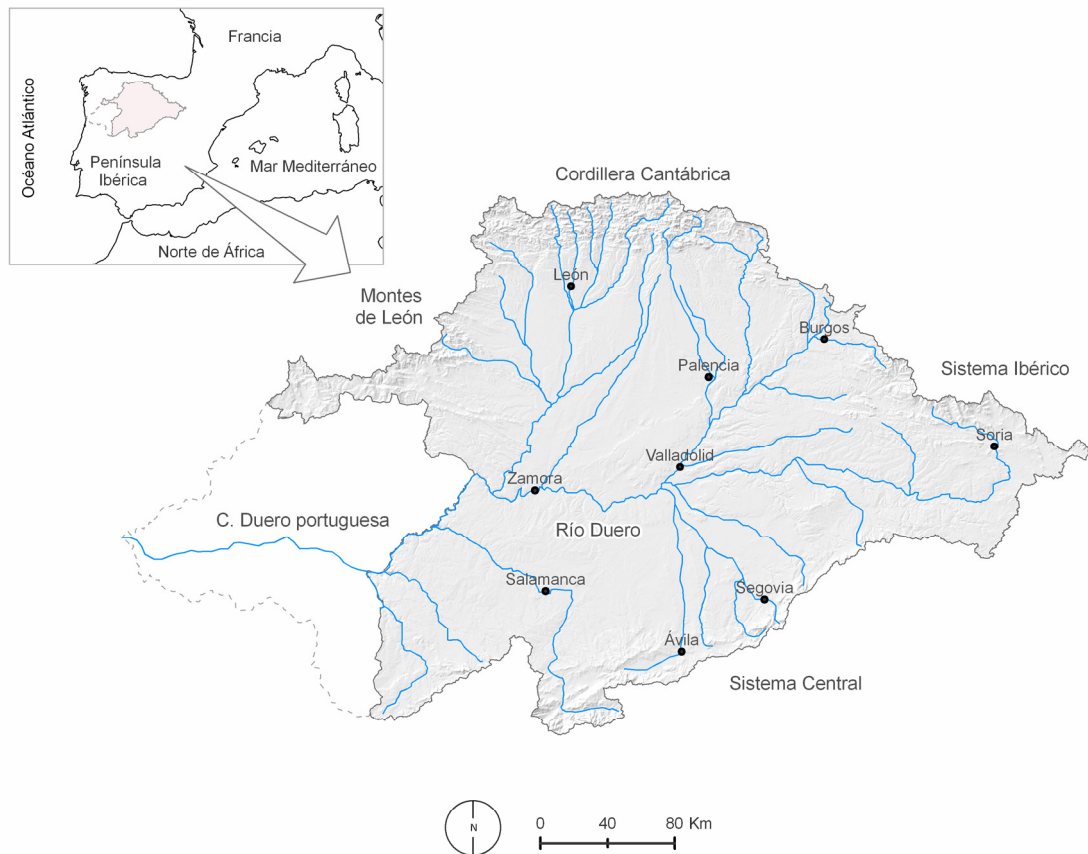 Francia
Océano Atlántico
Península
Ibérica
Mar Mediterráneo
Norte de África
Cordillera Cantábrica
León
Montes
de León
Burgos
Palencia
Sistema Ibérico
Soria
Valladolid
Zamora
C. Duero portuguesa
Río Duero
Salamanca
Segovia
Ávila
Sistema Central
N
0 40 80 Km